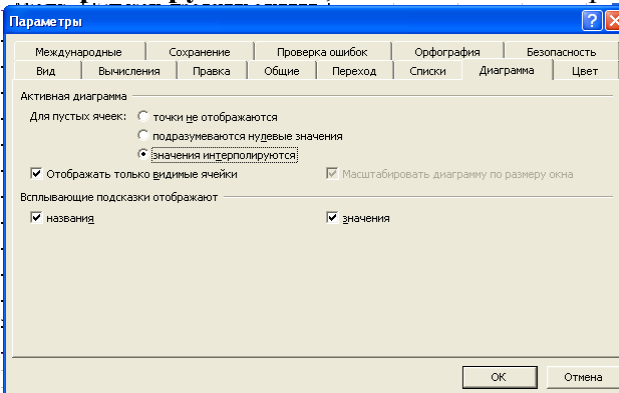 Параметры
Международные Сохранение Проверка ошибок Орфография Безопасность
Вид Вычисления Правка Общие Переход Списки Диаграмма Цвет
Активная диаграмма
Для пустых ячеек: точки не отображаются
подразумеваются нулевые значения
значения интерполируются
Отображать только видимые ячейки Масштабировать диаграмму по размеру окна
Всплывающие подсказки отображают
названия значения
ОК Отмена